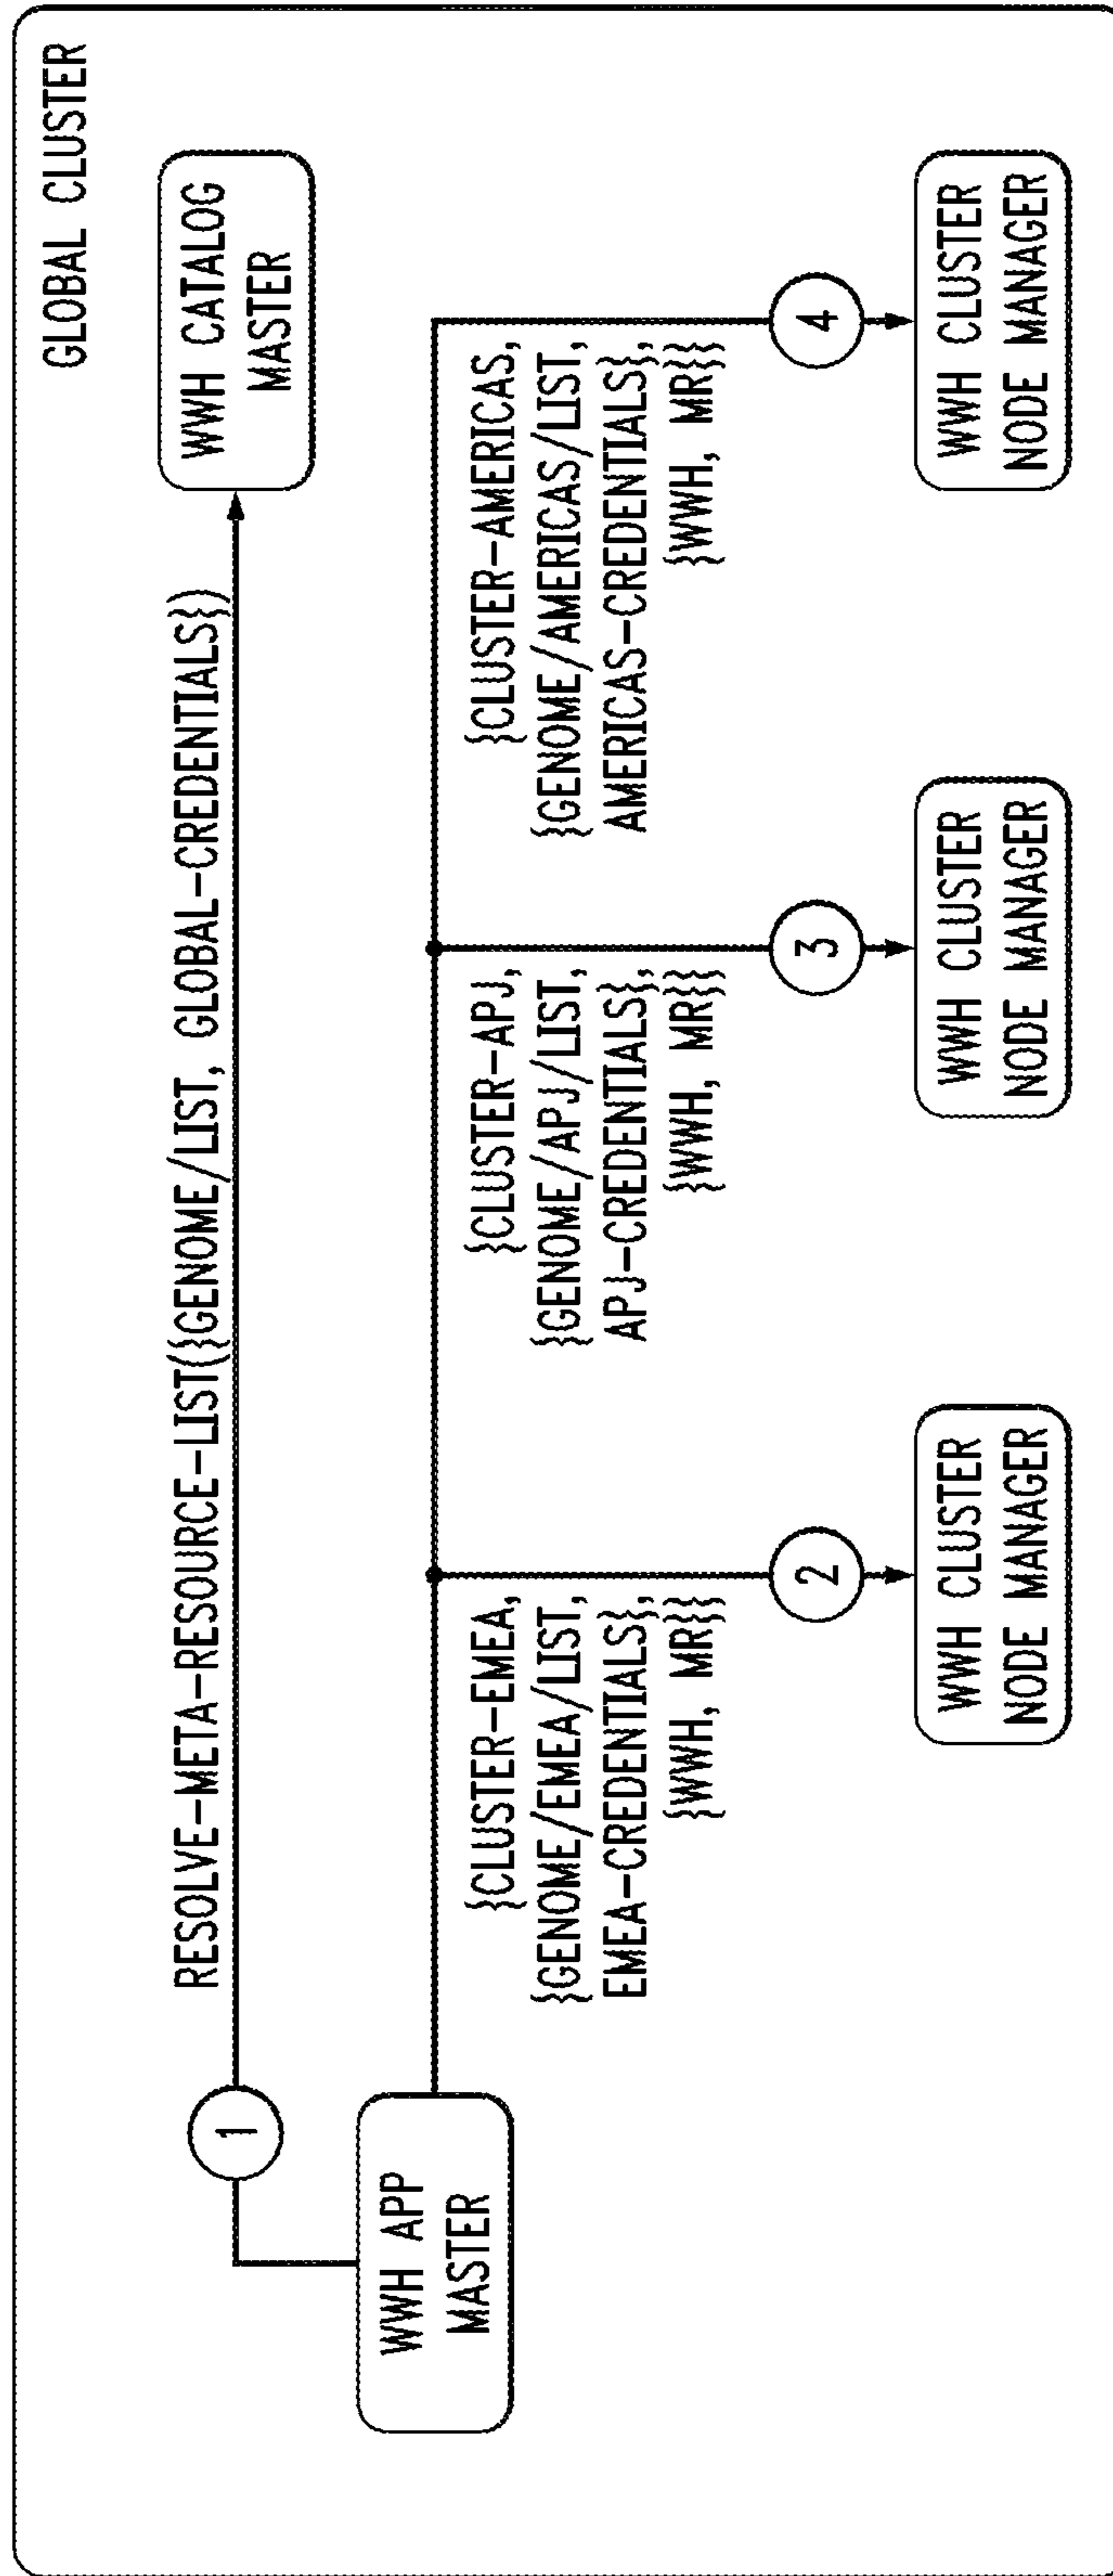 GLOBAL CLUSTER
RESOLVE-META-RESOURCE-LIST({GENOME/LIST, GLOBAL-CREDENTIALS})
1
WWH CATALOG
MASTER
WWH APP
MASTER
{CLUSTER-EMEA,
{GENOME/EMEA/LIST,
EMEA-CREDENTIALS},
{WWH, MR}}
2
WWH CLUSTER
NODE MANAGER
{CLUSTER-APJ,
{GENOME/APJ/LIST,
APJ-CREDENTIALS},
{WWH, MR}}
3
WWH CLUSTER
NODE MANAGER
{CLUSTER-AMERICAS,
{GENOME/AMERICAS/LIST,
AMERICAS-CREDENTIALS},
{WWH, MR}}
4
WWH CLUSTER
NODE MANAGER